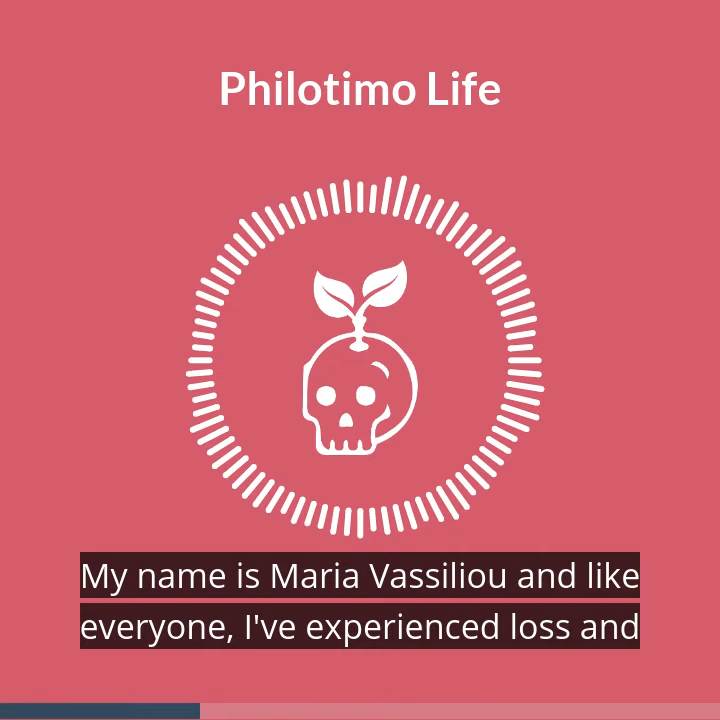 Philotimo Life
My name is Maria Vassiliou and like
everyone, I've experienced loss and